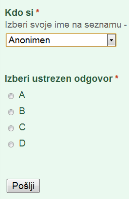 Kdo si *
Izberi svoje ime na seznamu -
Anonimen
Izberi ustrezen odgovor *
A
B
C
D
Pošlji